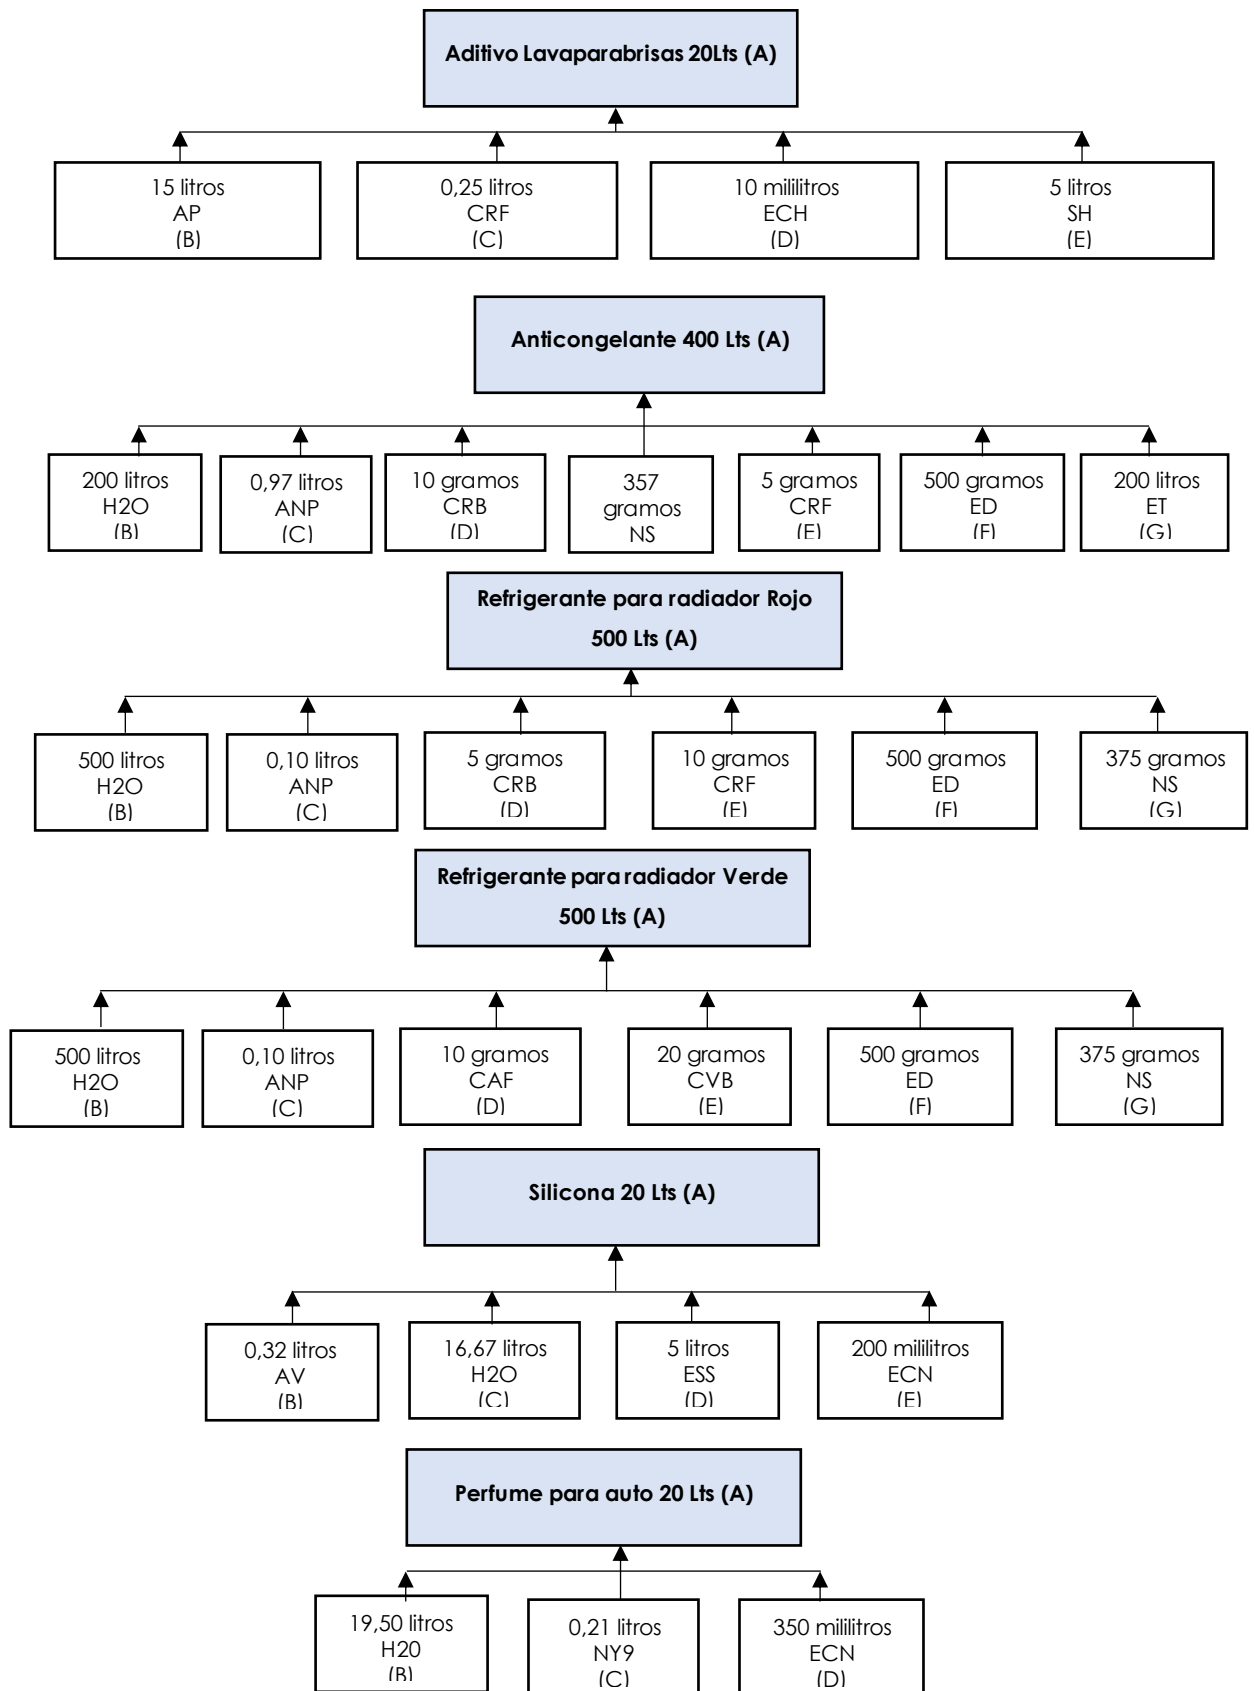 Aditivo Lavaparabrisas 20Lts (A)
15 litros
AP
(B)
0,25 litros
CRF
(C)
10 mililitros
ECH
(D)
5 litros
SH
(E)
Anticongelante 400 Lts (A)
200 litros
H2O
(B)
0,97 litros
ANP
(C)
10 gramos
CRB
(D)
357
gramos
NS
5 gramos
CRF
(E)
500 gramos
ED
(F)
200 litros
ET
(G)
Refrigerante para radiador Rojo
500 Lts (A)
500 litros
H2O
(B)
0,10 litros
ANP
(C)
5 gramos
CRB
(D)
10 gramos
CRF
(E)
500 gramos
ED
(F)
375 gramos
NS
(G)
Refrigerante para radiador Verde
500 Lts (A)
500 litros
H2O
(B)
0,10 litros
ANP
(C)
10 gramos
CAF
(D)
20 gramos
CVB
(E)
500 gramos
ED
(F)
375 gramos
NS
(G)
Silicona 20 Lts (A)
0,32 litros
AV
(B)
16,67 litros
H2O
(C)
5 litros
ESS
(D)
200 mililitros
ECN
(E)
Perfume para auto 20 Lts (A)
19,50 litros
H20
(B)
0,21 litros
NY9
(C)
350 mililitros
ECN
(D)